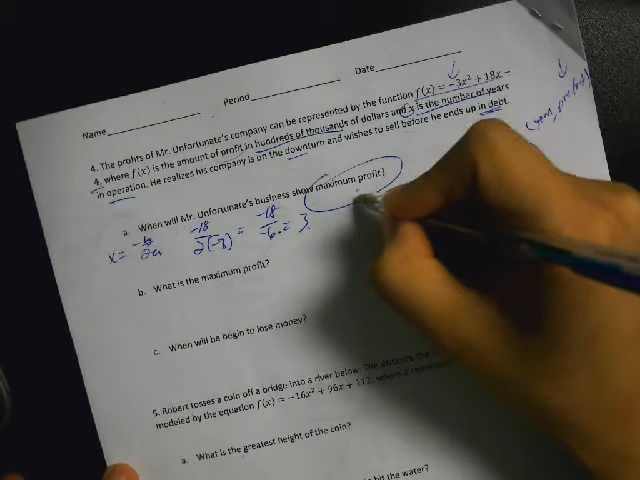 Name Period Date
4. The profits of Mr. Unfortunate's company can be represented by the function f(x) = −3x² + 18x −
4, where f(x) is the amount of profit in hundreds of thousands of dollars and x is the number of years
in operation. He realizes his company is on the downturn and wishes to sell before he ends up in dept.
a. When will Mr. Unfortunate's business show maximum profit?
x = -b/2a -18/2(-3) = -18/-6 = 3
b. What is the maximum profit?
c. When will he begin to lose money?
5. Robert tosses a coin off a bridge into a river below. The distance the
modeled by the equation f(x) = −16x² + 96x + 112, where x
a. What is the greatest height of the coin?
hit the water?